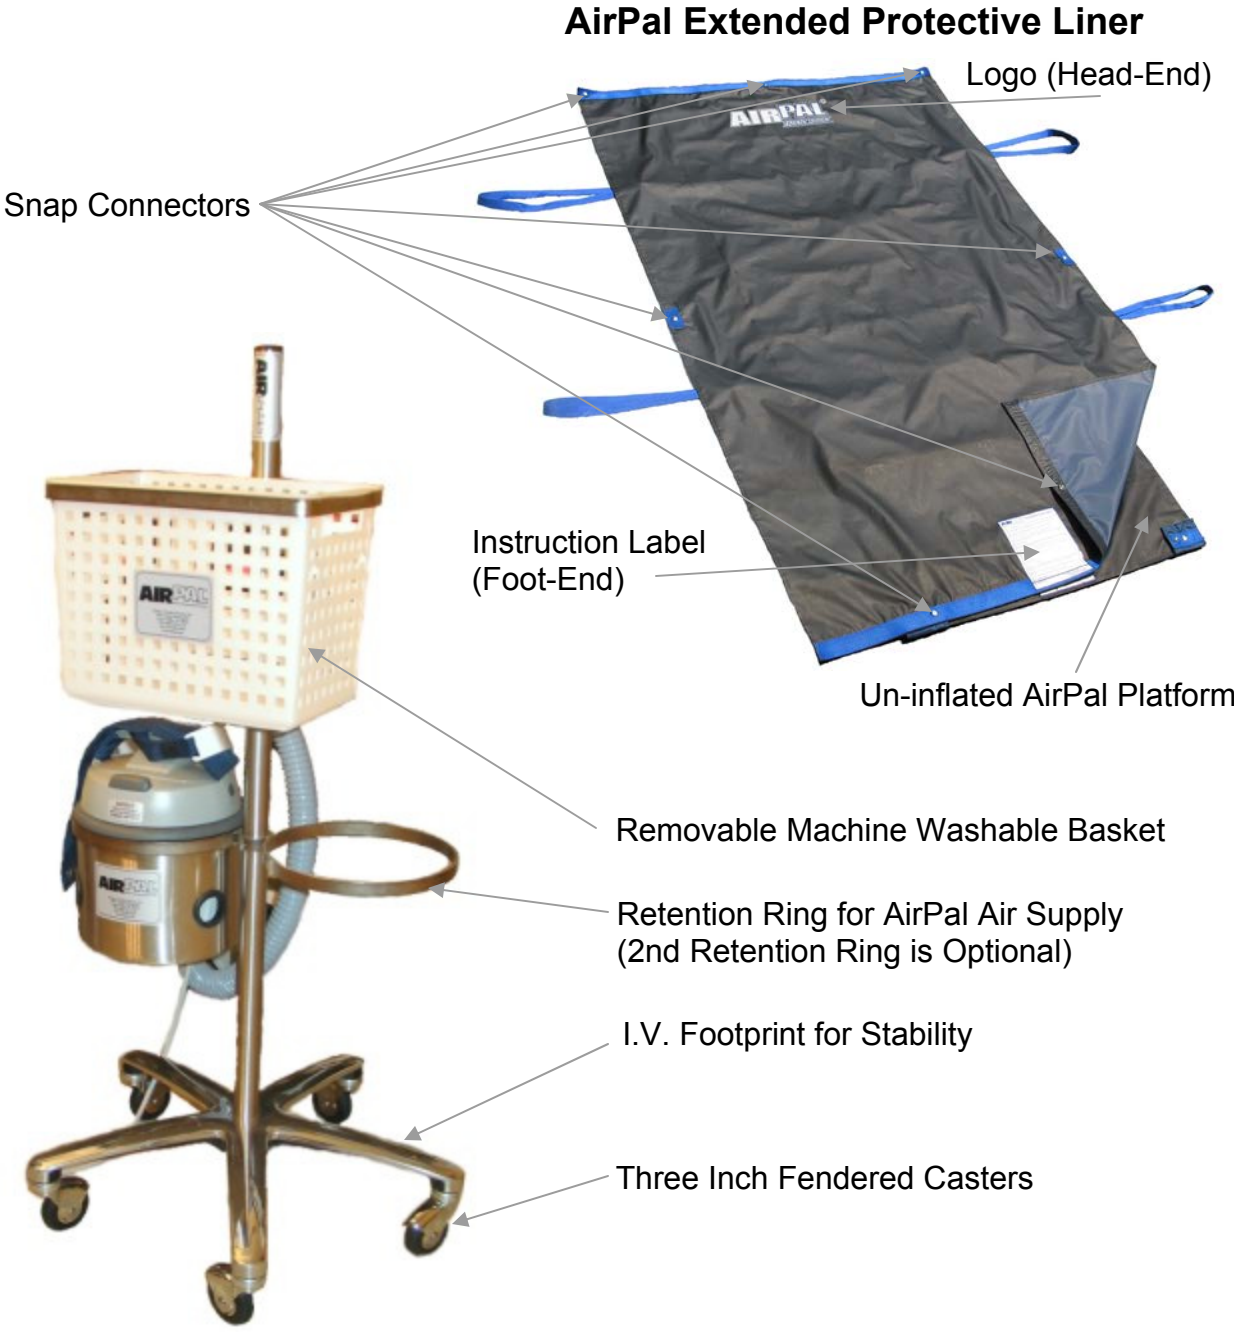 AirPal Extended Protective Liner
Logo (Head-End)
AIRPAL®
Snap Connectors
AIR
Instruction Label
(Foot-End)
AIRPAL
Un-inflated AirPal Platform
Removable Machine Washable Basket
AIRPAL
Retention Ring for AirPal Air Supply
(2nd Retention Ring is Optional)
I.V. Footprint for Stability
Three Inch Fendered Casters